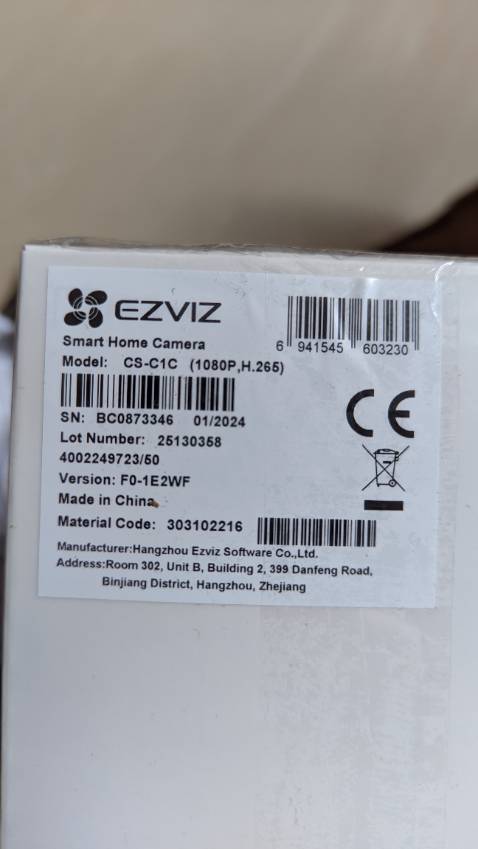 EZVIZ
6 941545 603230
Smart Home Camera
Model: CS-C1C (1080P,H.265)
SN: BC0873346 01/2024
Lot Number: 25130358
4002249723/50
Version: F0-1E2WF
Made in China
Material Code: 303102216
Manufacturer:Hangzhou Ezviz Software Co.,Ltd.
Address:Room 302, Unit B, Building 2, 399 Danfeng Road,
Binjiang District, Hangzhou, Zhejiang
CE